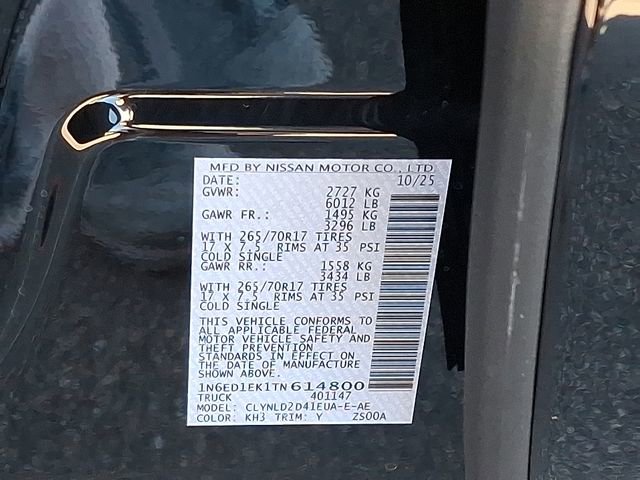 MFD BY NISSAN MOTOR CO., LTD
DATE: 10/25
GVWR: 2727 KG
6012 LB
GAWR FR.: 1495 KG
3296 LB
WITH 265/70R17 TIRES
17 X 7.5 RIMS AT 35 PSI
COLD SINGLE
GAWR RR.: 1558 KG
3434 LB
WITH 265/70R17 TIRES
17 X 7.5 RIMS AT 35 PSI
COLD SINGLE
THIS VEHICLE CONFORMS TO
ALL APPLICABLE FEDERAL
MOTOR VEHICLE SAFETY AND
THEFT PREVENTION
STANDARDS IN EFFECT ON
THE DATE OF MANUFACTURE
SHOWN ABOVE.
1N6ED1EK1TN614800
TRUCK 401147
MODEL: CLYNLD2D41EUA-E-AE
COLOR: KH3 TRIM: Y ZS00A